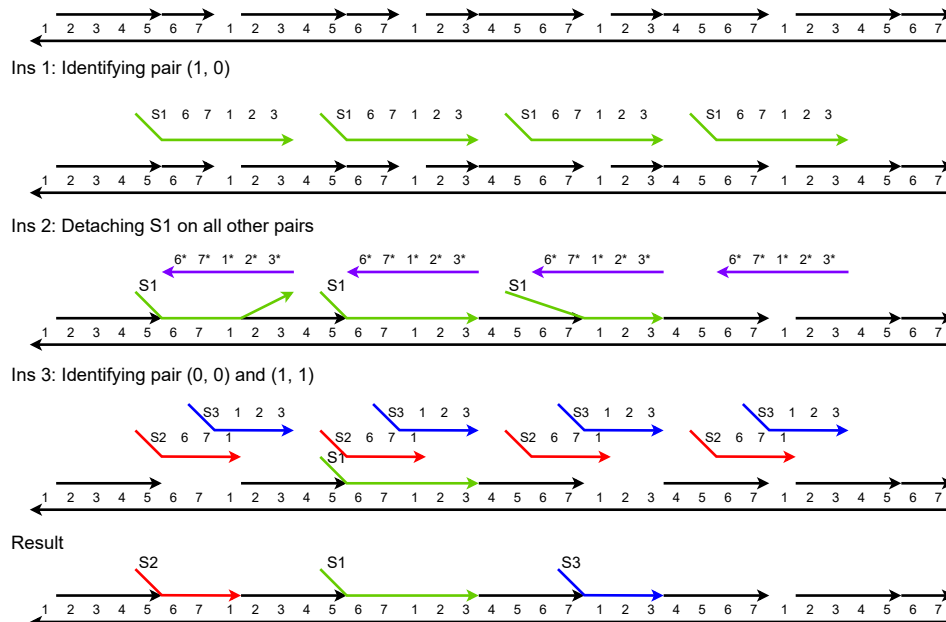 1 2 3 4 5 6 7 1 2 3 4 5 6 7 1 2 3 4 5 6 7 1 2 3 4 5 6 7 1 2 3 4 5 6 7
Ins 1: Identifying pair (1, 0)
S1 6 7 1 2 3 S1 6 7 1 2 3 S1 6 7 1 2 3 S1 6 7 1 2 3
1 2 3 4 5 6 7 1 2 3 4 5 6 7 1 2 3 4 5 6 7 1 2 3 4 5 6 7 1 2 3 4 5 6 7
Ins 2: Detaching S1 on all other pairs
6* 7* 1* 2* 3* 6* 7* 1* 2* 3* 6* 7* 1* 2* 3* 6* 7* 1* 2* 3*
S1 S1 S1
1 2 3 4 5 6 7 1 2 3 4 5 6 7 1 2 3 4 5 6 7 1 2 3 4 5 6 7 1 2 3 4 5 6 7
Ins 3: Identifying pair (0, 0) and (1, 1)
S3 1 2 3 S3 1 2 3 S3 1 2 3 S3 1 2 3
S2 6 7 1 S2 6 7 1 S2 6 7 1 S2 6 7 1
S1
1 2 3 4 5 6 7 1 2 3 4 5 6 7 1 2 3 4 5 6 7 1 2 3 4 5 6 7 1 2 3 4 5 6 7
Result
S2 S1 S3
1 2 3 4 5 6 7 1 2 3 4 5 6 7 1 2 3 4 5 6 7 1 2 3 4 5 6 7 1 2 3 4 5 6 7